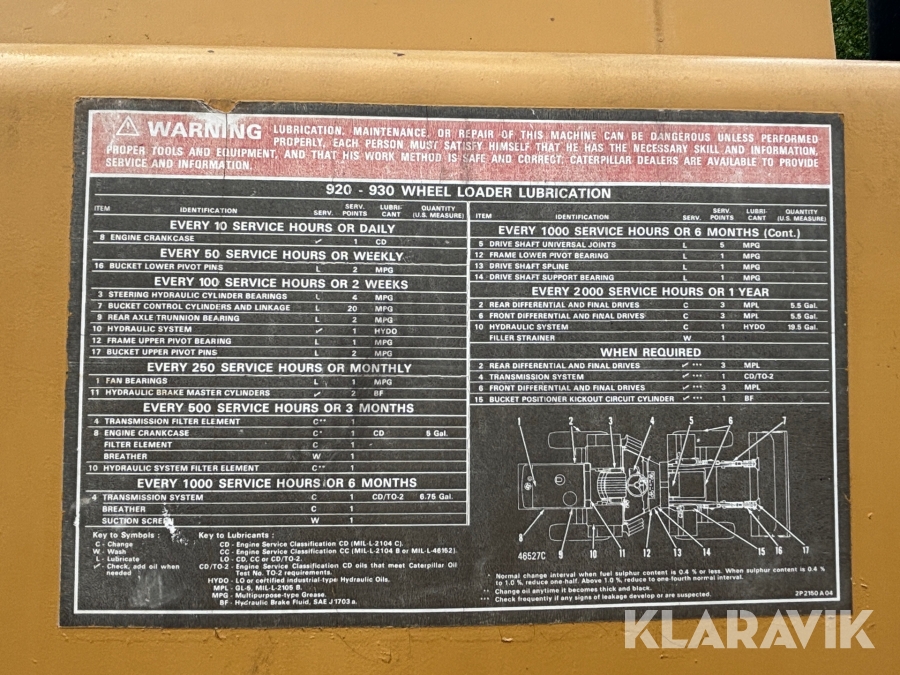 ⚠ WARNING LUBRICATION, MAINTENANCE, OR REPAIR OF THIS MACHINE CAN BE DANGEROUS UNLESS PERFORMED
PROPERLY, EACH PERSON MUST SATISFY HIMSELF THAT HE HAS THE NECESSARY SKILL AND INFORMATION,
PROPER TOOLS AND EQUIPMENT, AND THAT HIS WORK METHOD IS SAFE AND CORRECT. CATERPILLAR DEALERS ARE AVAILABLE TO PROVIDE
SERVICE AND INFORMATION.
920 - 930 WHEEL LOADER LUBRICATION
ITEM IDENTIFICATION SERV. SERV. POINTS LUBRI- CANT QUANTITY (U.S. MEASURE)
EVERY 10 SERVICE HOURS OR DAILY
8 ENGINE CRANKCASE ✓ 1 CD
EVERY 50 SERVICE HOURS OR WEEKLY
16 BUCKET LOWER PIVOT PINS L 2 MPG
EVERY 100 SERVICE HOURS OR 2 WEEKS
3 STEERING HYDRAULIC CYLINDER BEARINGS L 4 MPG
7 BUCKET CONTROL CYLINDERS AND LINKAGE L 20 MPG
9 REAR AXLE TRUNNION BEARING L 2 MPG
10 HYDRAULIC SYSTEM ✓ 1 HYDO
12 FRAME UPPER PIVOT BEARING L 1 MPG
17 BUCKET UPPER PIVOT PINS L 2 MPG
EVERY 250 SERVICE HOURS OR MONTHLY
1 FAN BEARINGS L 1 MPG
11 HYDRAULIC BRAKE MASTER CYLINDERS ✓ 2 BF
EVERY 500 SERVICE HOURS OR 3 MONTHS
4 TRANSMISSION FILTER ELEMENT C** 1
8 ENGINE CRANKCASE C* 1 CD 5 Gal.
FILTER ELEMENT C 1
BREATHER W 1
10 HYDRAULIC SYSTEM FILTER ELEMENT C** 1
EVERY 1000 SERVICE HOURS OR 6 MONTHS
4 TRANSMISSION SYSTEM C 1 CD/TO-2 6.75 Gal.
BREATHER C 1
SUCTION SCREEN W 1
Key to Symbols :
C - Change
W - Wash
L - Lubricate
✓ - Check, add oil when
needed
Key to Lubricants :
CD - Engine Service Classification CD (MIL-L-2104 C).
CC - Engine Service Classification CC (MIL-L-2104 B or MIL-L-46152).
LO - CD, CC or CD/TO-2.
CD/TO-2 - Engine Service Classification CD oils that meet Caterpillar Oil
Test No. TO-2 requirements.
HYDO - LO or certified industrial-type Hydraulic Oils.
MPL - GL-5, MIL-L-2105 B.
MPG - Multipurpose-type Grease.
BF - Hydraulic Brake Fluid, SAE J1703 a.
ITEM IDENTIFICATION SERV. SERV. POINTS LUBRI- CANT QUANTITY (U.S. MEASURE)
EVERY 1000 SERVICE HOURS OR 6 MONTHS (Cont.)
5 DRIVE SHAFT UNIVERSAL JOINTS L 5 MPG
12 FRAME LOWER PIVOT BEARING L 1 MPG
13 DRIVE SHAFT SPLINE L 1 MPG
14 DRIVE SHAFT SUPPORT BEARING L 1 MPG
EVERY 2000 SERVICE HOURS OR 1 YEAR
2 REAR DIFFERENTIAL AND FINAL DRIVES C 3 MPL 5.5 Gal.
6 FRONT DIFFERENTIAL AND FINAL DRIVES C 3 MPL 5.5 Gal.
10 HYDRAULIC SYSTEM C 1 HYDO 19.5 Gal.
FILLER STRAINER W 1
WHEN REQUIRED
2 REAR DIFFERENTIAL AND FINAL DRIVES ✓ *** 3 MPL
4 TRANSMISSION SYSTEM ✓ *** 1 CD/TO-2
6 FRONT DIFFERENTIAL AND FINAL DRIVES ✓ *** 3 MPL
15 BUCKET POSITIONER KICKOUT CIRCUIT CYLINDER ✓ *** 1 BF
1 2 3 4 5 6 7
8 9 10 11 12 13 14 15 16 17
46527C
* Normal change interval when fuel sulphur content is 0.4 % or less. When sulphur content is 0.4 %
to 1.0 %, reduce one-half. Above 1.0 %, reduce to one-fourth normal interval.
** Change oil anytime it becomes thick and black.
*** Check frequently if any signs of leakage develop or are suspected.
2P2150 A 04
KLARAVIK